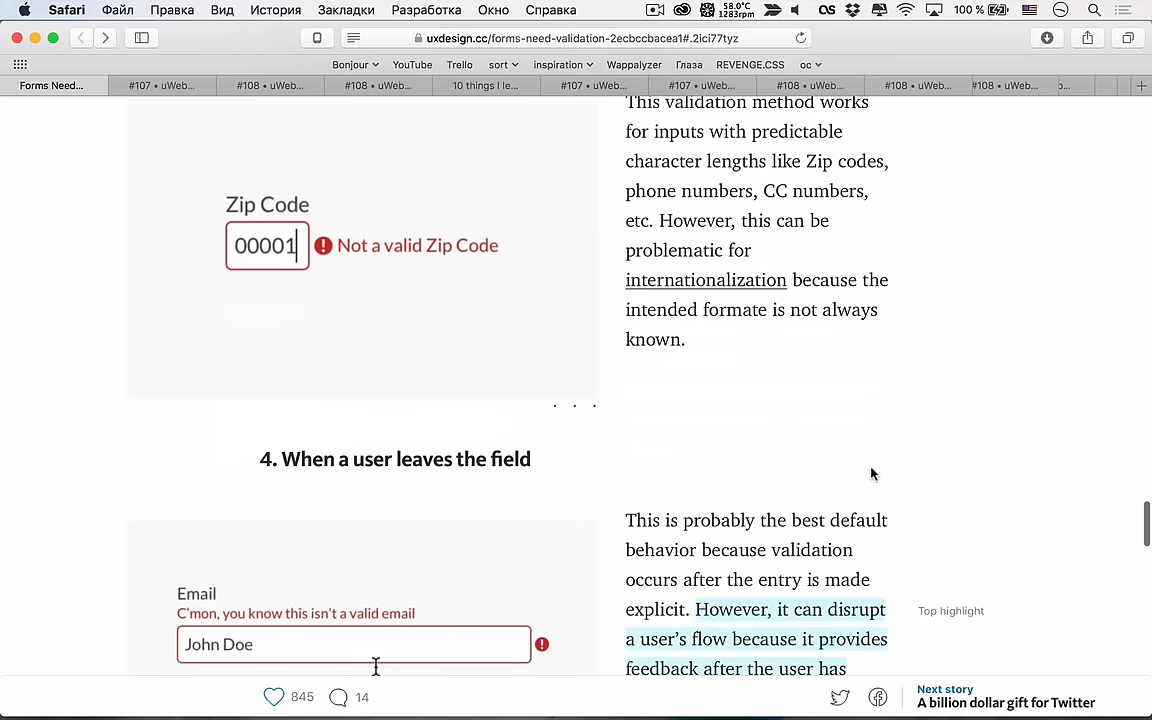 Safari Файл Правка Вид История Закладки Разработка Окно Справка 58.0°C 1283rpm 100 %
uxdesign.cc/forms-need-validation-2ecbccbacea1#.2ici77tyz
Bonjour YouTube Trello sort inspiration Wappalyzer Глаза REVENGE.CSS ос
Forms Need... #107 • uWeb... #108 • uWeb... #108 • uWeb... 10 things I le... #107 • uWeb... #107 • uWeb... #108 • uWeb... #108 • uWeb... #108 • uWeb...
This validation method works
for inputs with predictable
character lengths like Zip codes,
phone numbers, CC numbers,
etc. However, this can be
problematic for
internationalization because the
intended formate is not always
known.
Zip Code
00001 Not a valid Zip Code
4. When a user leaves the field
This is probably the best default
behavior because validation
occurs after the entry is made
explicit. However, it can disrupt
a user’s flow because it provides
feedback after the user has
Top highlight
Email
C'mon, you know this isn't a valid email
John Doe
845 14
Next story
A billion dollar gift for Twitter